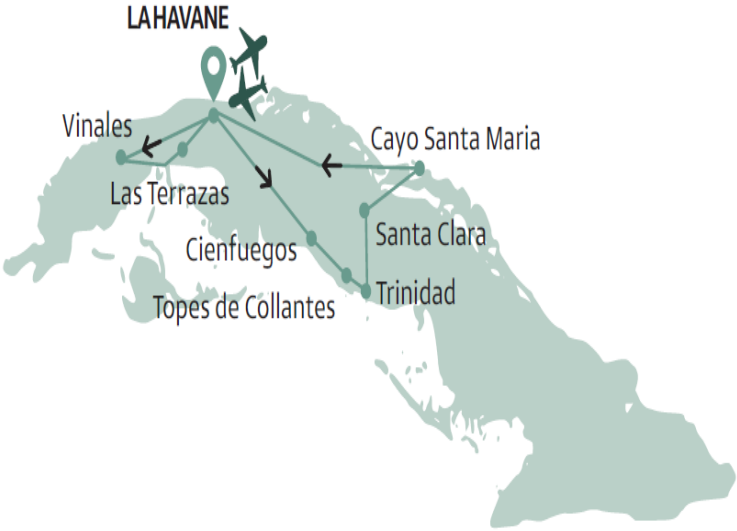 LA HAVANE
Vinales
Cayo Santa Maria
Las Terrazas
Santa Clara
Cienfuegos
Trinidad
Topes de Collantes